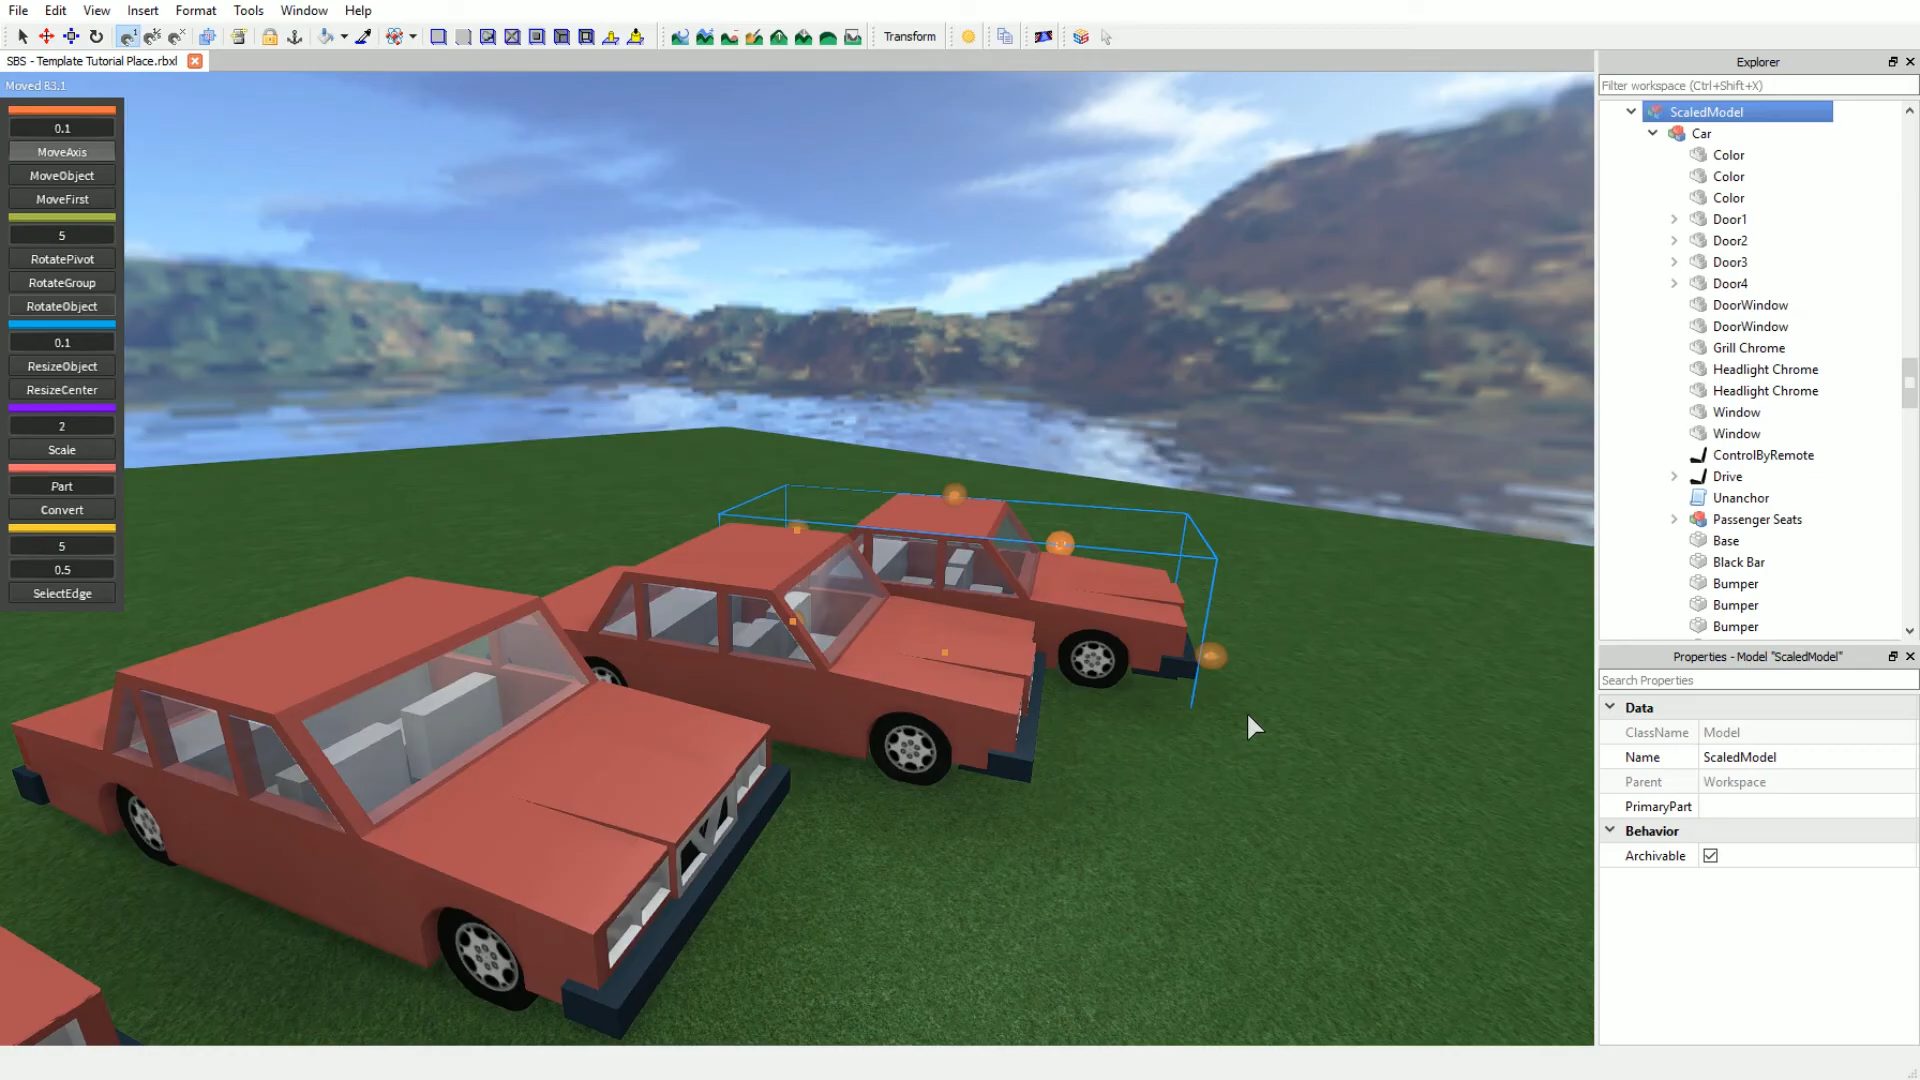 File Edit View Insert Format Tools Window Help
Transform
SBS - Template Tutorial Place.rbxl
Moved 83.1
0.1
MoveAxis
MoveObject
MoveFirst
5
RotatePivot
RotateGroup
RotateObject
0.1
ResizeObject
ResizeCenter
2
Scale
Part
Convert
5
0.5
SelectEdge
Explorer
Filter workspace (Ctrl+Shift+X)
ScaledModel
Car
Color
Color
Color
Door1
Door2
Door3
Door4
DoorWindow
DoorWindow
Grill Chrome
Headlight Chrome
Headlight Chrome
Window
Window
ControlByRemote
Drive
Unanchor
Passenger Seats
Base
Black Bar
Bumper
Bumper
Bumper
Properties - Model "ScaledModel"
Search Properties
Data
ClassName Model
Name ScaledModel
Parent Workspace
PrimaryPart
Behavior
Archivable